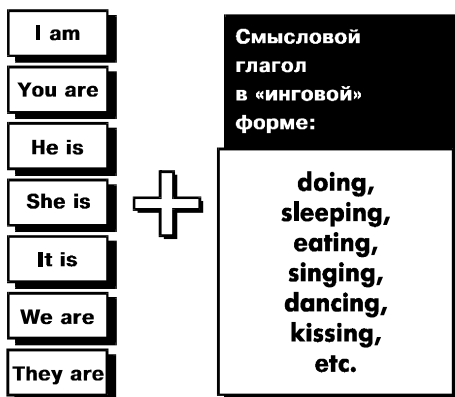 I am
You are
He is
She is
It is
We are
They are
Смысловой
глагол
в «инговой»
форме:
doing,
sleeping,
eating,
singing,
dancing,
kissing,
etc.